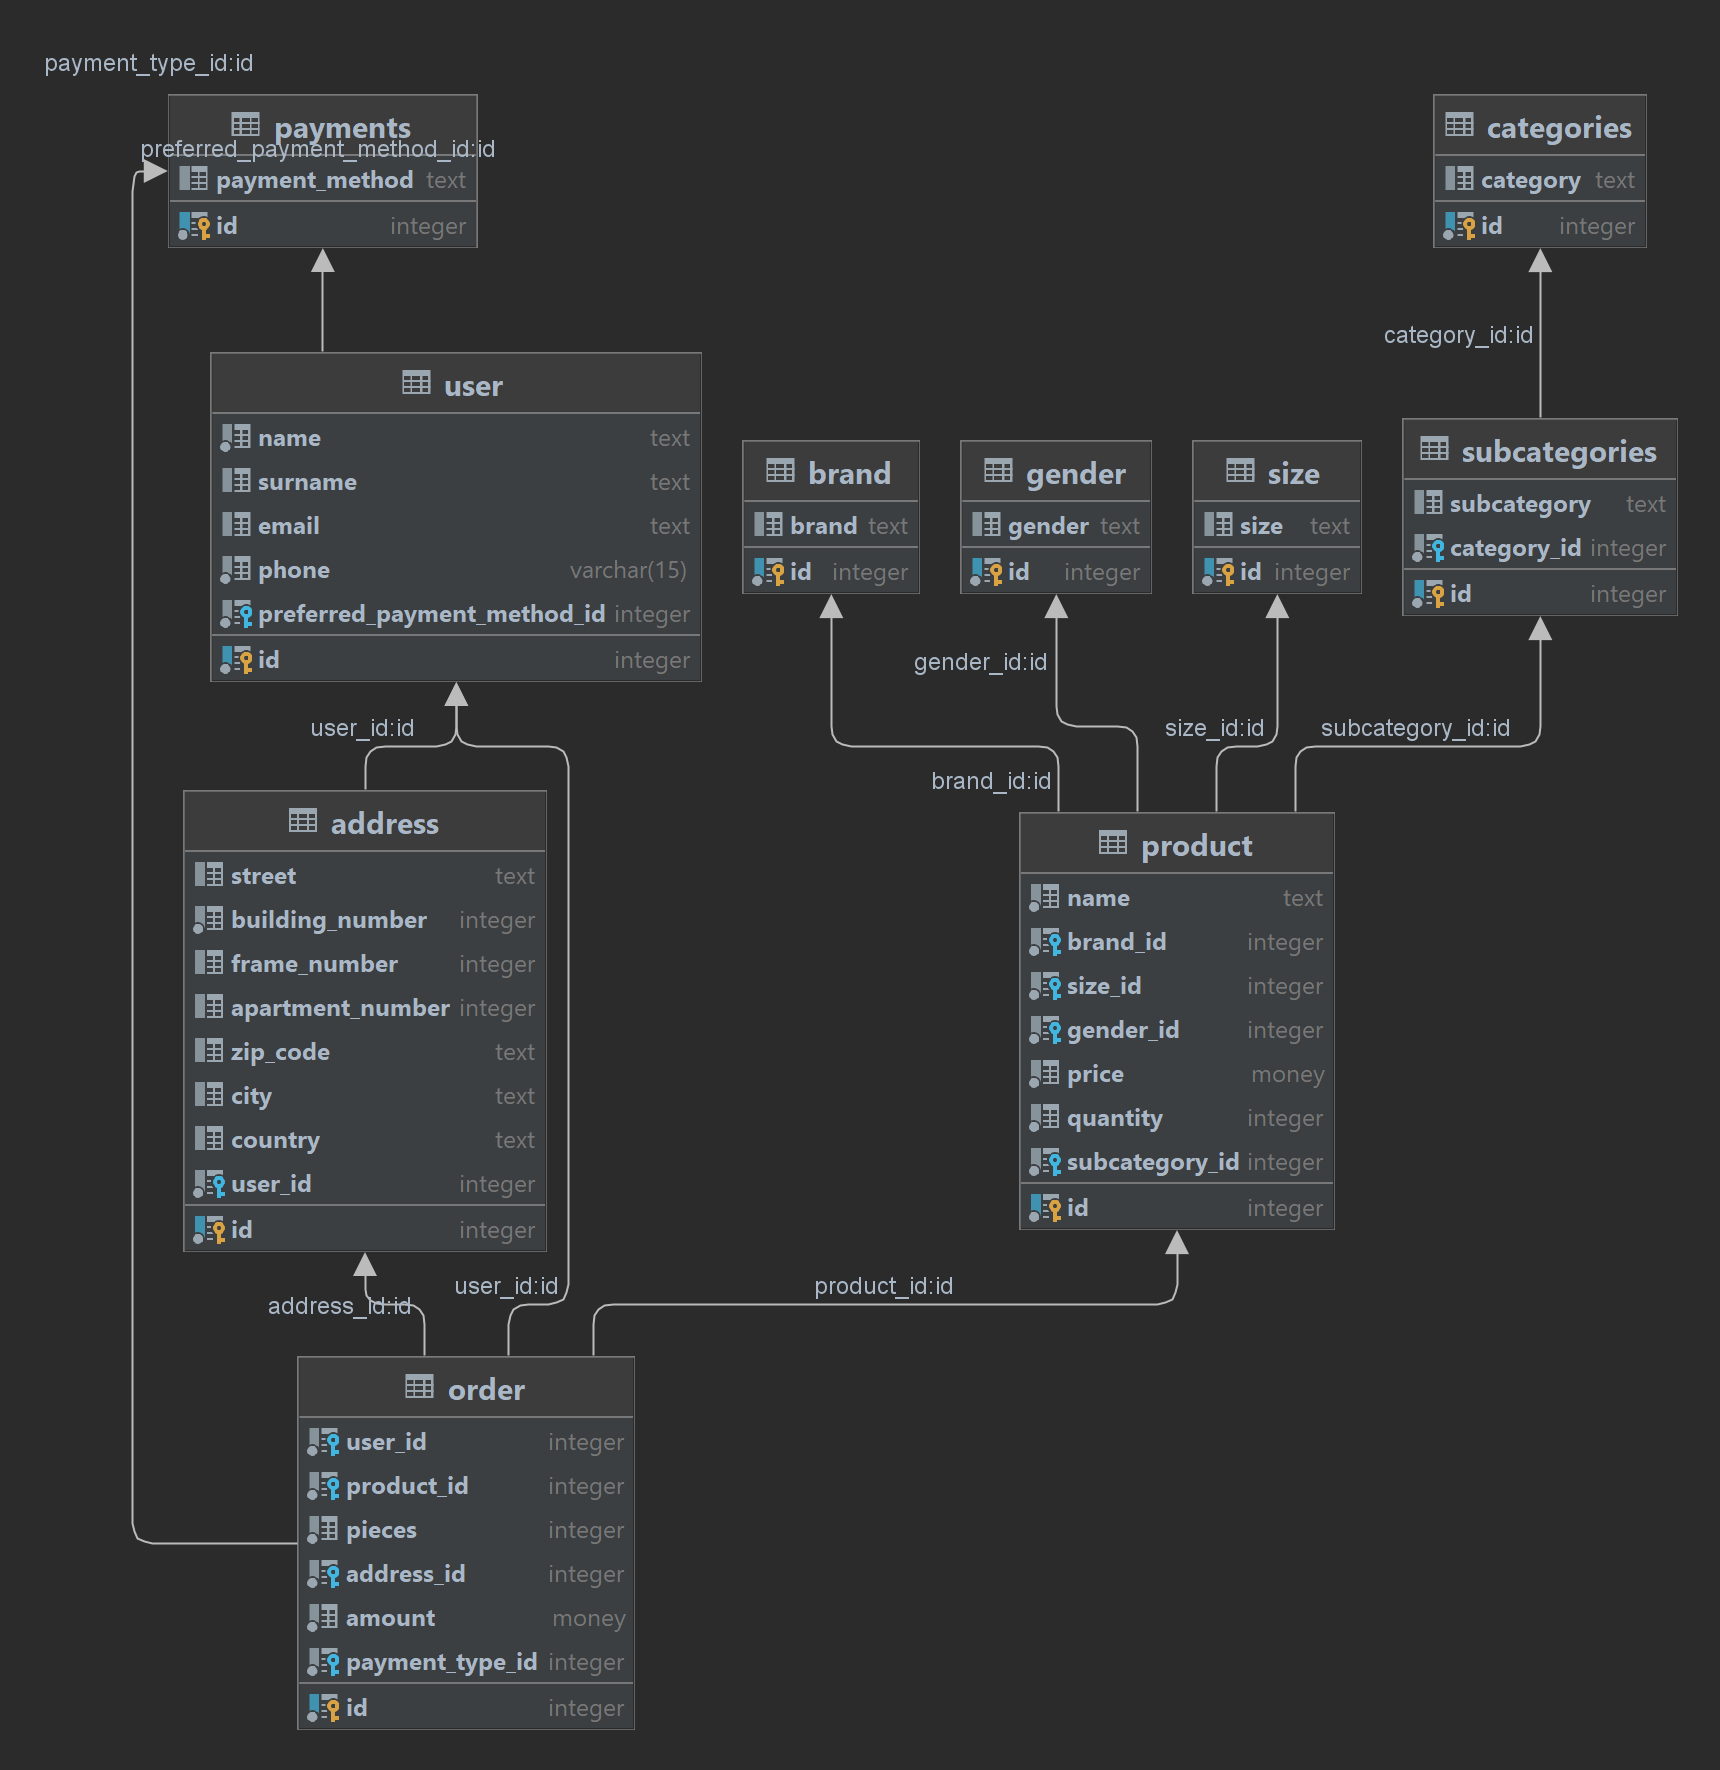 payment_type_id:id
payments
preferred_payment_method_id:id
payment_method text
id integer
categories
category text
id integer
category_id:id
user
name text
surname text
email text
phone varchar(15)
preferred_payment_method_id integer
id integer
brand
brand text
id integer
gender
gender text
id integer
size
size text
id integer
subcategories
subcategory text
category_id integer
id integer
user_id:id
gender_id:id
size_id:id
subcategory_id:id
brand_id:id
address
street text
building_number integer
frame_number integer
apartment_number integer
zip_code text
city text
country text
user_id integer
id integer
product
name text
brand_id integer
size_id integer
gender_id integer
price money
quantity integer
subcategory_id integer
id integer
address_id:id
user_id:id
product_id:id
order
user_id integer
product_id integer
pieces integer
address_id integer
amount money
payment_type_id integer
id integer